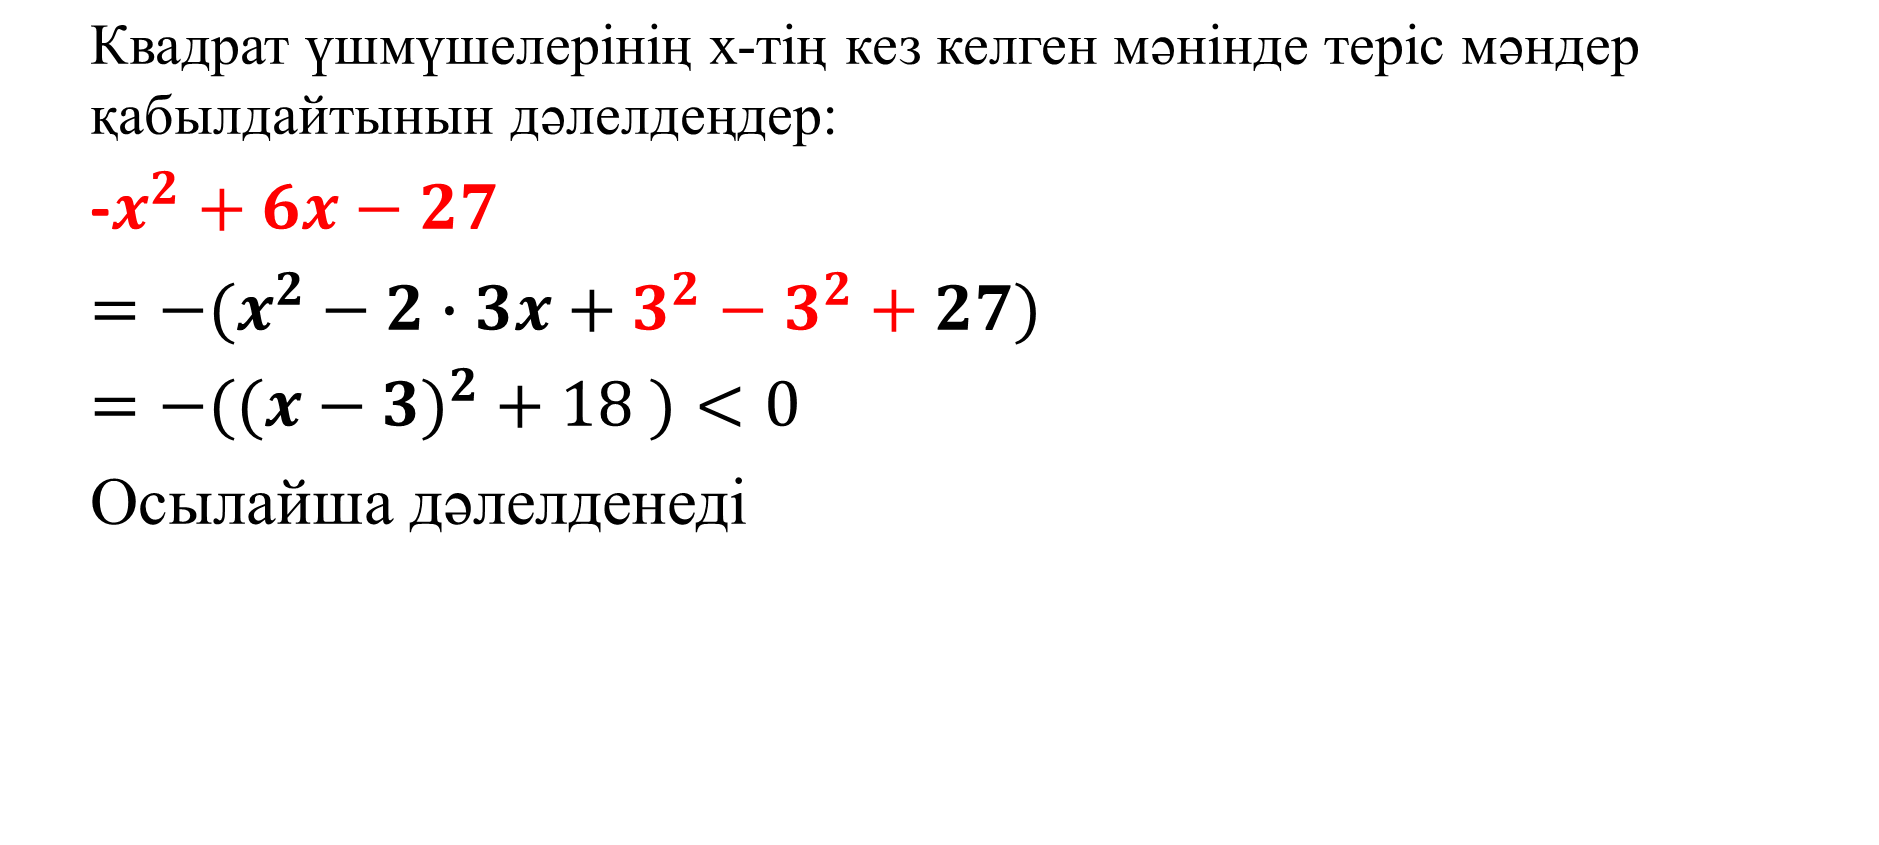 Квадрат үшмүшелерінің х-тің кез келген мәнінде теріс мәндер
қабылдайтынын дәлелдеңдер:
-x² + 6x − 27
= −(x² − 2 · 3x + 3² − 3² + 27)
= −((x − 3)² + 18 ) < 0
Осылайша дәлелденеді